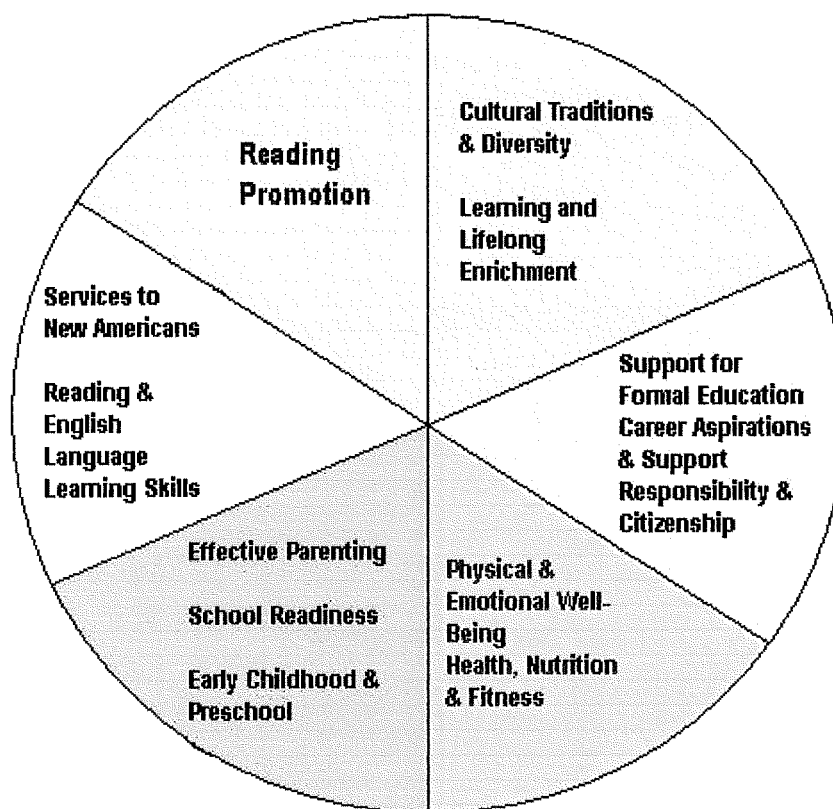 Reading
Promotion
Cultural Traditions
& Diversity
Learning and
Lifelong
Enrichment
Services to
New Americans
Reading &
English
Language
Learning Skills
Support for
Formal Education
Career Aspirations
& Support
Responsibility &
Citizenship
Effective Parenting
School Readiness
Early Childhood &
Preschool
Physical &
Emotional Well-
Being
Health, Nutrition
& Fitness